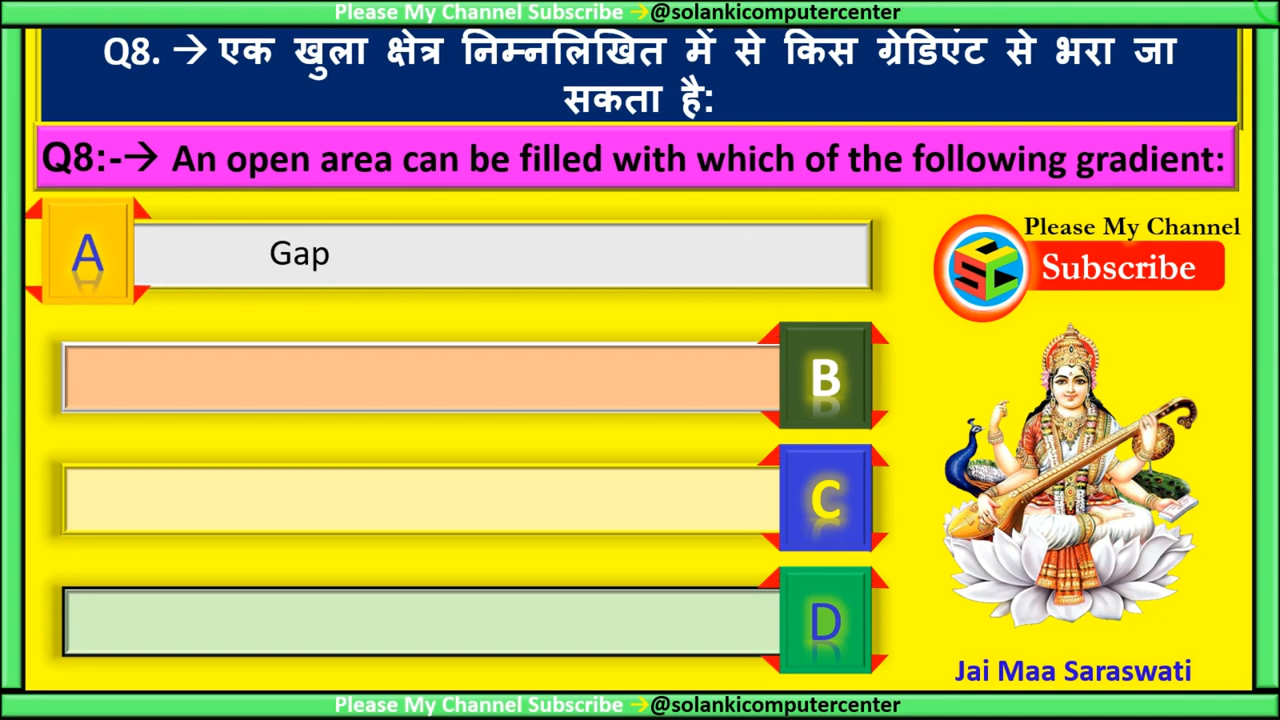 Please My Channel Subscribe →@solankicomputercenter
Q8. → एक खुला क्षेत्र निम्नलिखित में से किस ग्रेडिएंट से भरा जा
सकता है:
Q8:-→ An open area can be filled with which of the following gradient:
A
Gap
Please My Channel
Subscribe
B
C
D
Jai Maa Saraswati
Please My Channel Subscribe →@solankicomputercenter